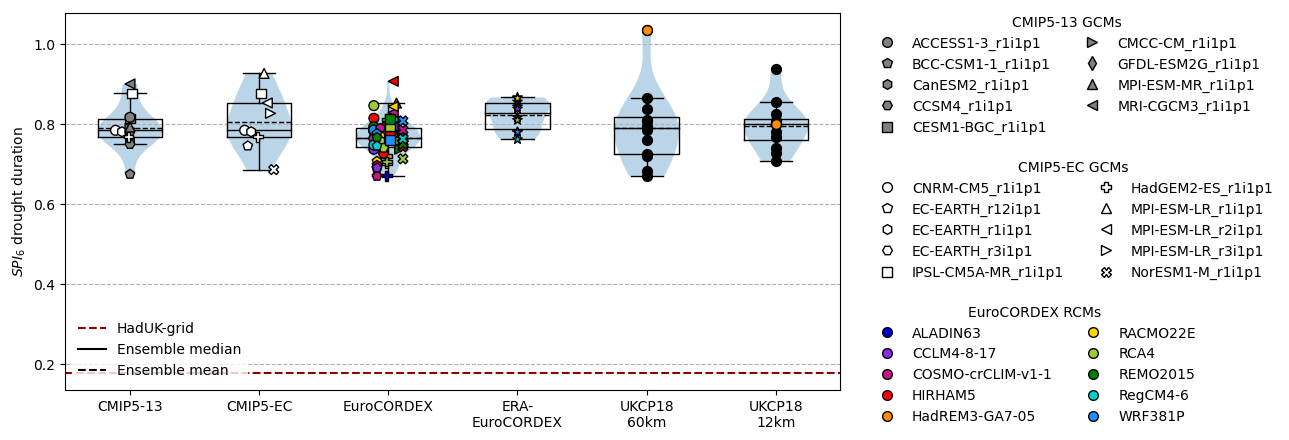 SPI6 drought duration
1.0
0.8
0.6
0.4
0.2
HadUK-grid
Ensemble median
Ensemble mean
CMIP5-13
CMIP5-EC
EuroCORDEX
ERA-
EuroCORDEX
UKCP18
60km
UKCP18
12km
CMIP5-13 GCMs
ACCESS1-3_r1i1p1
BCC-CSM1-1_r1i1p1
CanESM2_r1i1p1
CCSM4_r1i1p1
CESM1-BGC_r1i1p1
CMCC-CM_r1i1p1
GFDL-ESM2G_r1i1p1
MPI-ESM-MR_r1i1p1
MRI-CGCM3_r1i1p1
CMIP5-EC GCMs
CNRM-CM5_r1i1p1
EC-EARTH_r12i1p1
EC-EARTH_r1i1p1
EC-EARTH_r3i1p1
IPSL-CM5A-MR_r1i1p1
HadGEM2-ES_r1i1p1
MPI-ESM-LR_r1i1p1
MPI-ESM-LR_r2i1p1
MPI-ESM-LR_r3i1p1
NorESM1-M_r1i1p1
EuroCORDEX RCMs
ALADIN63
CCLM4-8-17
COSMO-crCLIM-v1-1
HIRHAM5
HadREM3-GA7-05
RACMO22E
RCA4
REMO2015
RegCM4-6
WRF381P